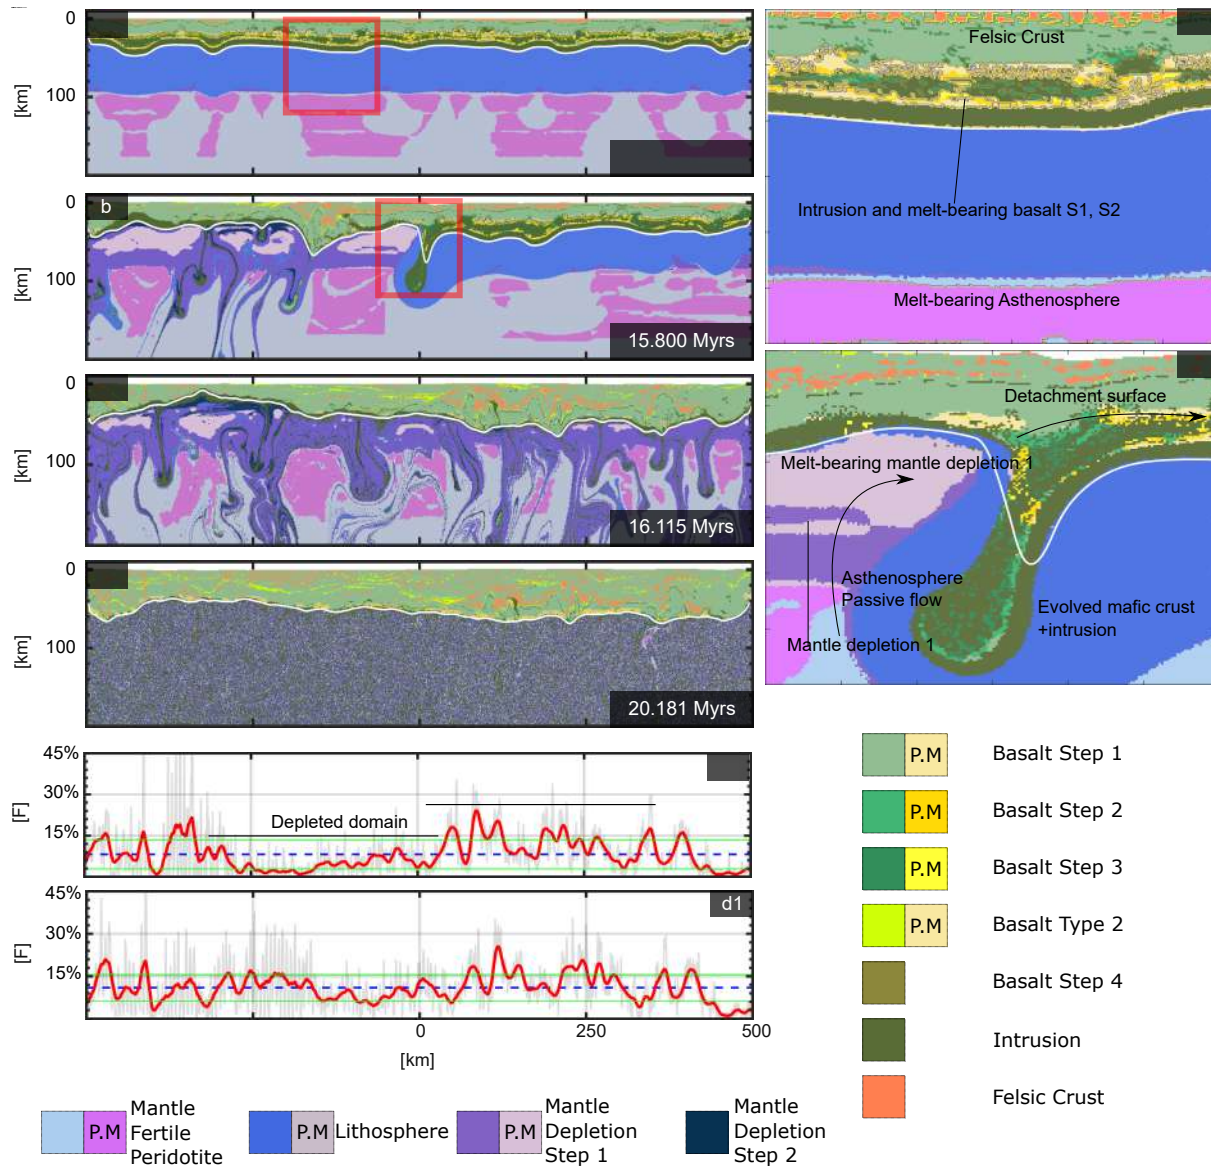 0
[km]
100
b
0
[km]
100
15.800 Myrs
0
[km]
100
16.115 Myrs
0
[km]
100
20.181 Myrs
Felsic Crust
Intrusion and melt-bearing basalt S1, S2
Melt-bearing Asthenosphere
Detachment surface
Melt-bearing mantle depletion 1
Asthenosphere
Passive flow
Evolved mafic crust
+intrusion
Mantle depletion 1
45%
30%
[F]
15%
0
Depleted domain
45%
d1
30%
[F]
15%
0
0
250
500
[km]
P.M
Basalt Step 1
P.M
Basalt Step 2
P.M
Basalt Step 3
P.M
Basalt Type 2
Basalt Step 4
Intrusion
Felsic Crust
P.M
Mantle
Fertile
Peridotite
P.M
Lithosphere
P.M
Mantle
Depletion
Step 1
Mantle
Depletion
Step 2